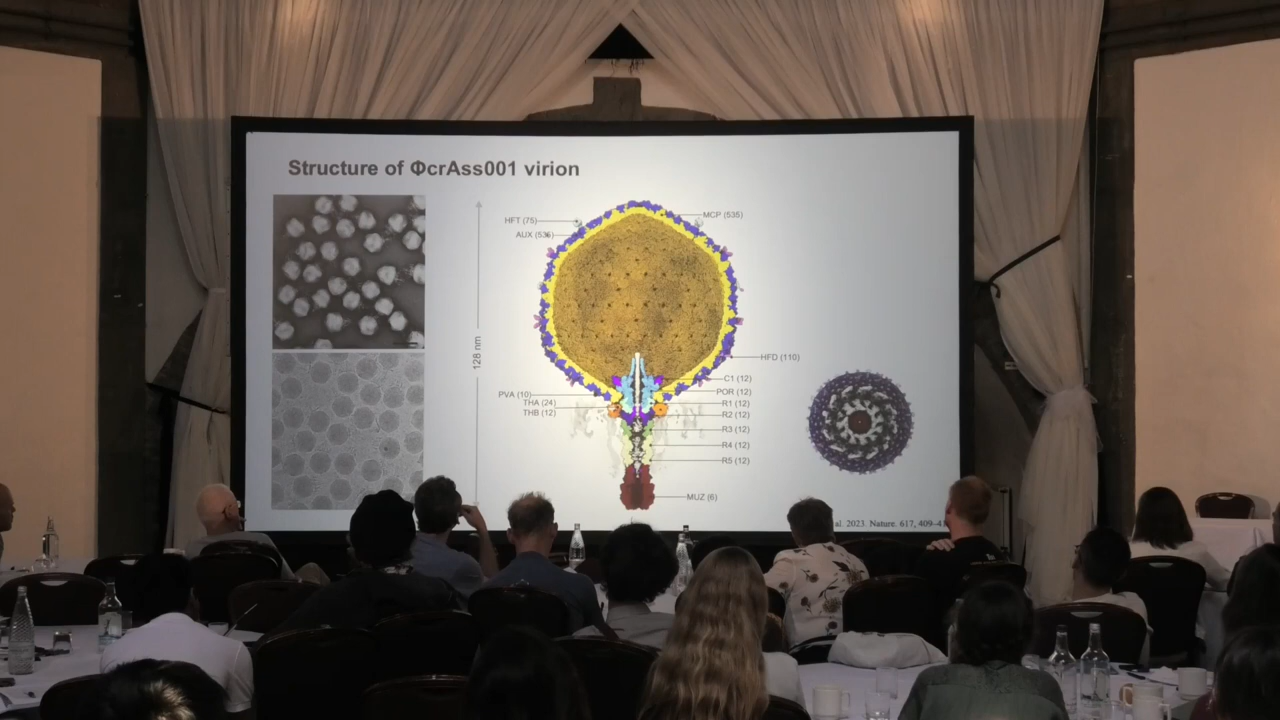 Structure of ΦcrAss001 virion
HFT (75)
MCP (535)
AUX (535)
128 nm
HFD (110)
C1 (12)
PVA (10)
POR (12)
THA (24)
R1 (12)
THB (12)
R2 (12)
R3 (12)
R4 (12)
R5 (12)
MUZ (6)
al. 2023. Nature. 617, 409–41